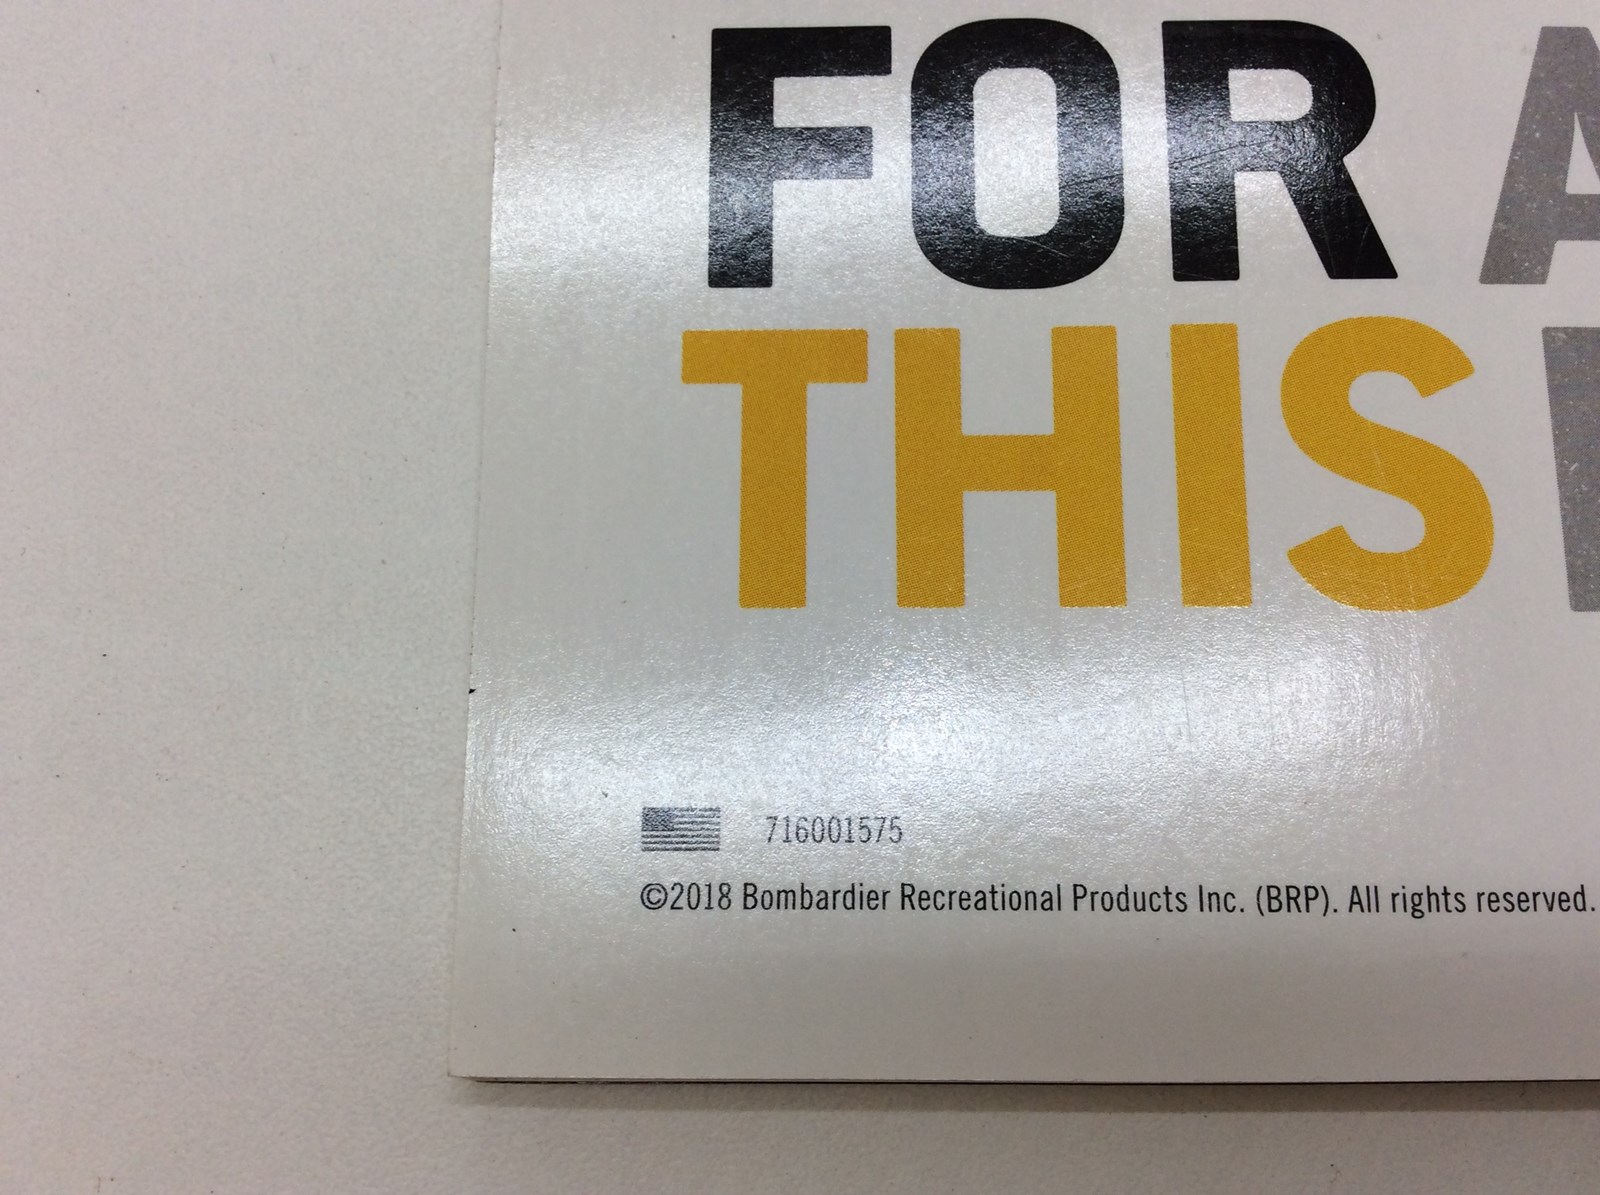 FOR
THIS
716001575
©2018 Bombardier Recreational Products Inc. (BRP). All rights reserved.